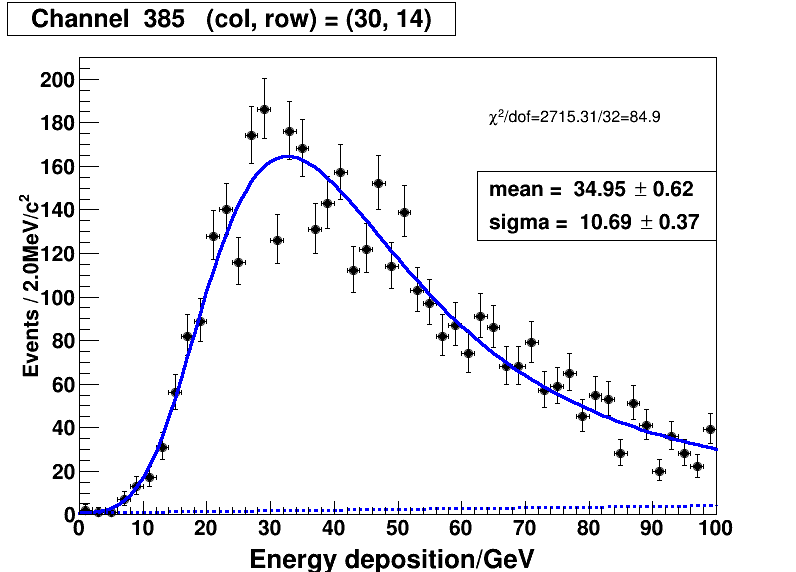 Channel 385 (col, row) = (30, 14)
χ²/dof=2715.31/32=84.9
mean = 34.95 ± 0.62
sigma = 10.69 ± 0.37
Events / 2.0MeV/c²
200
180
160
140
120
100
80
60
40
20
0
0 10 20 30 40 50 60 70 80 90 100
Energy deposition/GeV